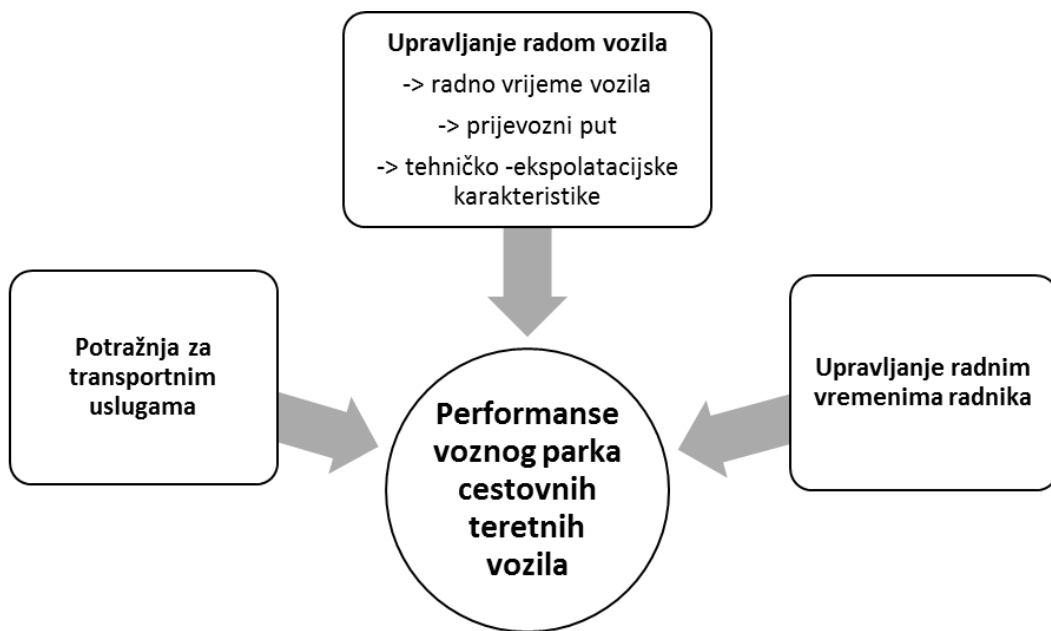 Upravljanje radom vozila
-> radno vrijeme vozila
-> prijevozni put
-> tehničko -ekspolatacijske
karakteristike
Potražnja za
transportnim
uslugama
Performanse
voznog parka
cestovnih
teretnih
vozila
Upravljanje radnim
vremenima radnika